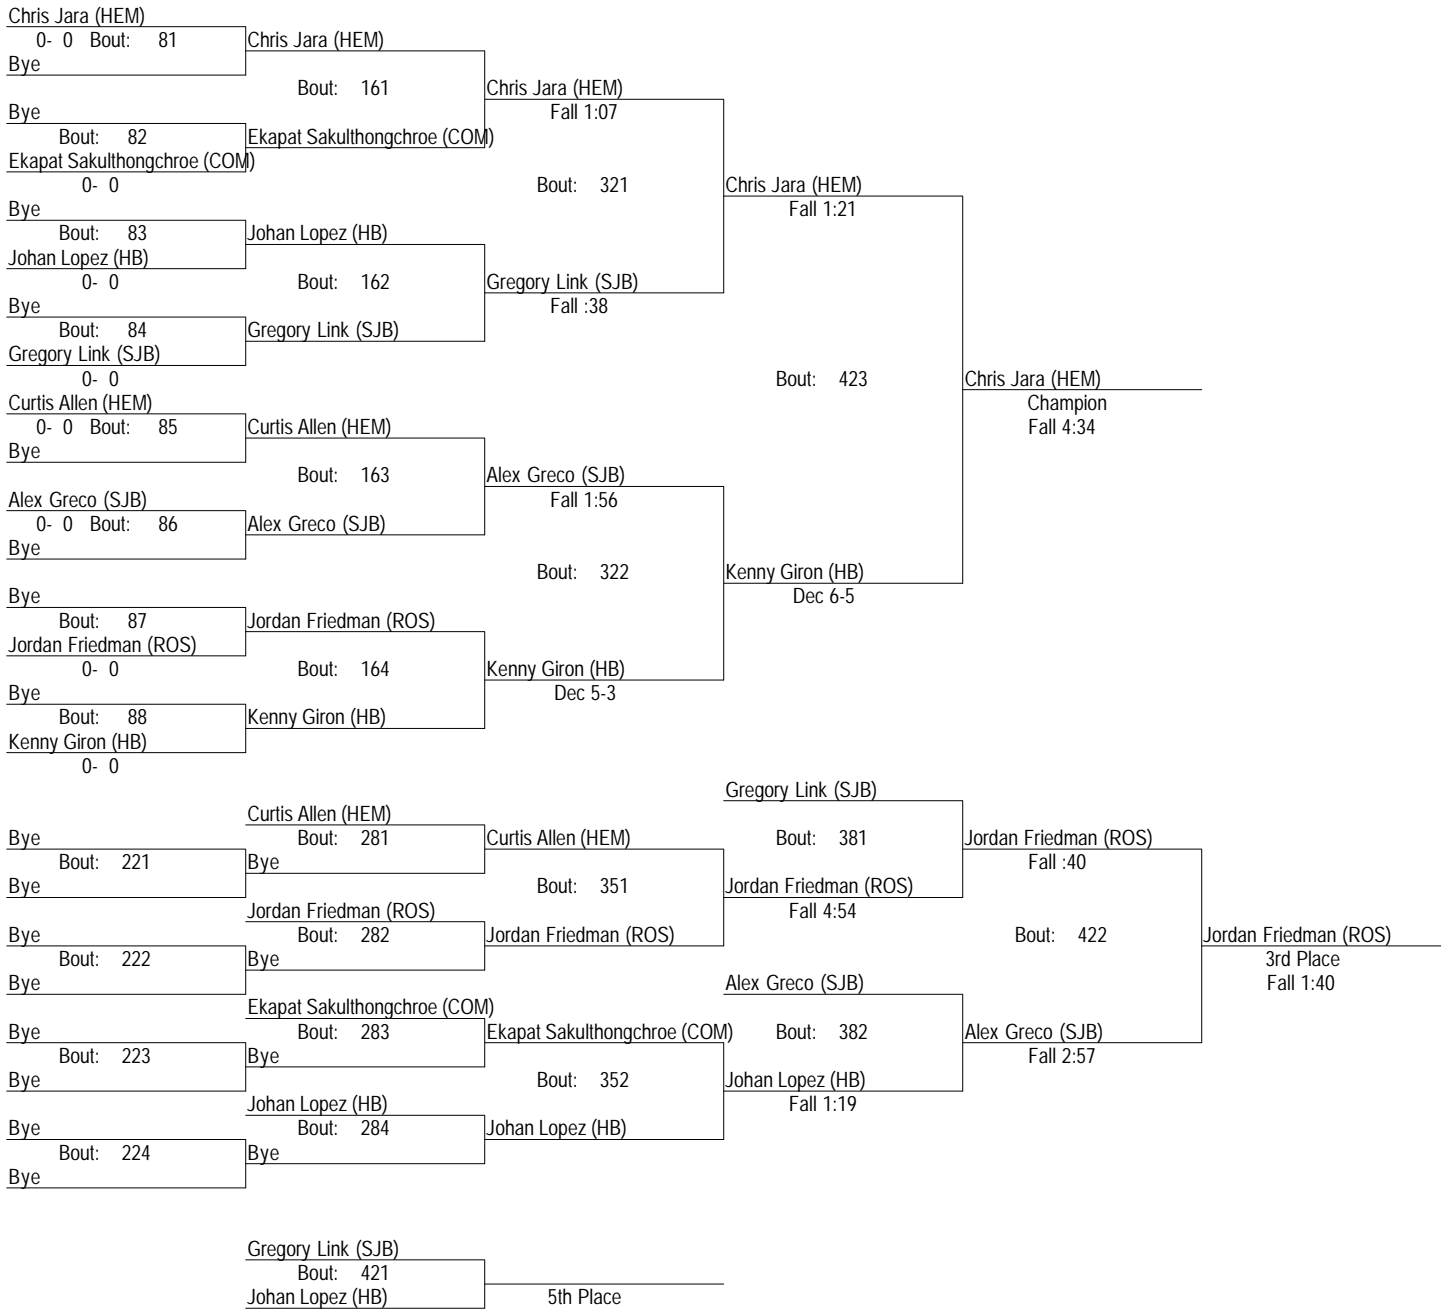 Chris Jara (HEM)
0- 0 Bout: 81
Bye
Bye
Bout: 82
Ekapat Sakulthongchroe (COM)
0- 0
Bye
Bout: 83
Johan Lopez (HB)
0- 0
Bye
Bout: 84
Gregory Link (SJB)
0- 0
Curtis Allen (HEM)
0- 0 Bout: 85
Bye
Alex Greco (SJB)
0- 0 Bout: 86
Bye
Bye
Bout: 87
Jordan Friedman (ROS)
0- 0
Bye
Bout: 88
Kenny Giron (HB)
0- 0
Chris Jara (HEM)
Bout: 161
Ekapat Sakulthongchroe (COM)
Johan Lopez (HB)
Bout: 162
Gregory Link (SJB)
Curtis Allen (HEM)
Bout: 163
Alex Greco (SJB)
Jordan Friedman (ROS)
Bout: 164
Kenny Giron (HB)
Chris Jara (HEM)
Fall 1:07
Bout: 321
Gregory Link (SJB)
Fall :38
Alex Greco (SJB)
Fall 1:56
Bout: 322
Kenny Giron (HB)
Dec 5-3
Chris Jara (HEM)
Fall 1:21
Bout: 423
Kenny Giron (HB)
Dec 6-5
Chris Jara (HEM)
Champion
Fall 4:34
Bye
Bout: 221
Bye
Bye
Bout: 222
Bye
Bye
Bout: 223
Bye
Bye
Bout: 224
Bye
Curtis Allen (HEM)
Bout: 281
Bye
Jordan Friedman (ROS)
Bout: 282
Bye
Ekapat Sakulthongchroe (COM)
Bout: 283
Bye
Johan Lopez (HB)
Bout: 284
Bye
Curtis Allen (HEM)
Bout: 351
Jordan Friedman (ROS)
Ekapat Sakulthongchroe (COM)
Bout: 352
Johan Lopez (HB)
Gregory Link (SJB)
Bout: 381
Jordan Friedman (ROS)
Fall 4:54
Alex Greco (SJB)
Bout: 382
Johan Lopez (HB)
Fall 1:19
Jordan Friedman (ROS)
Fall :40
Bout: 422
Alex Greco (SJB)
Fall 2:57
Jordan Friedman (ROS)
3rd Place
Fall 1:40
Gregory Link (SJB)
Bout: 421
Johan Lopez (HB)
5th Place